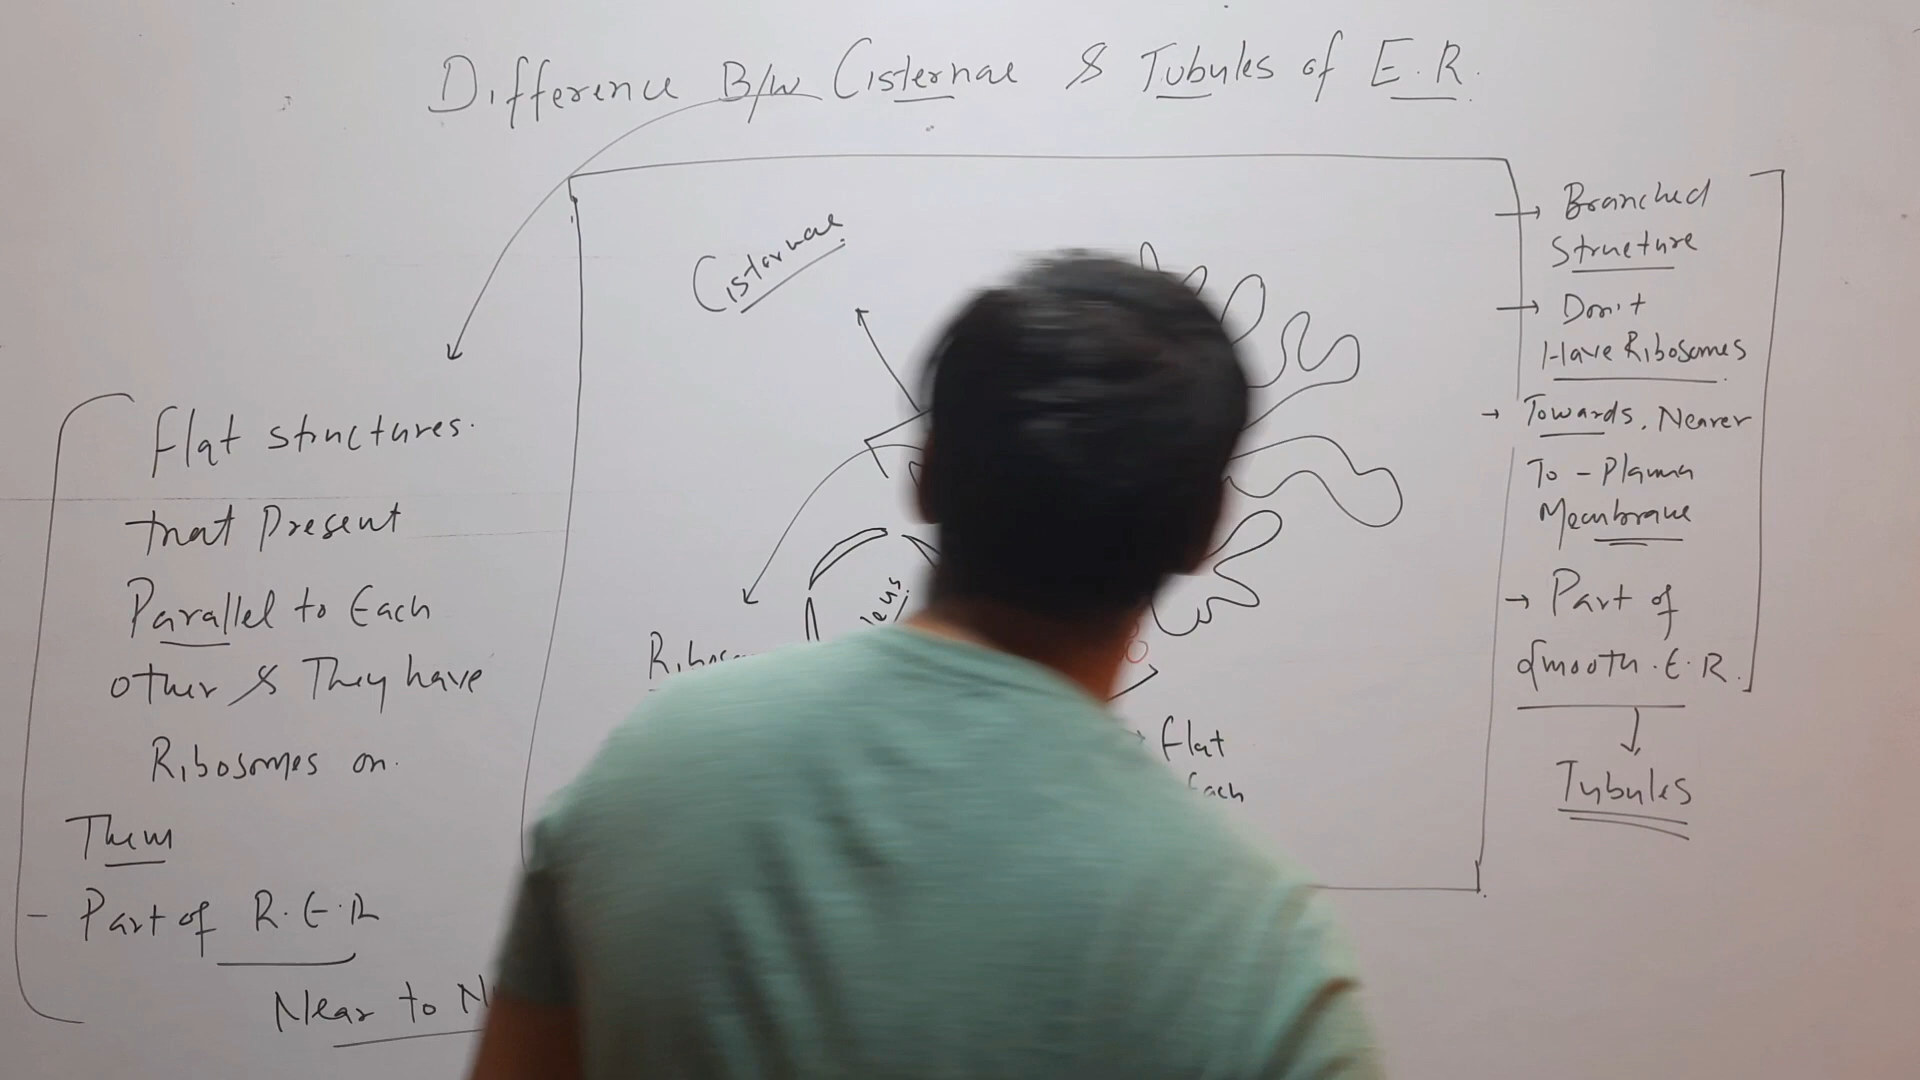 Difference B/w Cisternae & Tubules of E.R.
Cisternae
flat structures.
that Present
Parallel to Each
other & They have
Ribosomes on.
Them
- Part of R.E.R
Near to
flat
Each
→ Branched
Structure
→ Don't
Have Ribosomes
→ Towards. Nearer
To - Plasma
Membrane
→ Part of
Smooth. E. R.
Tubules